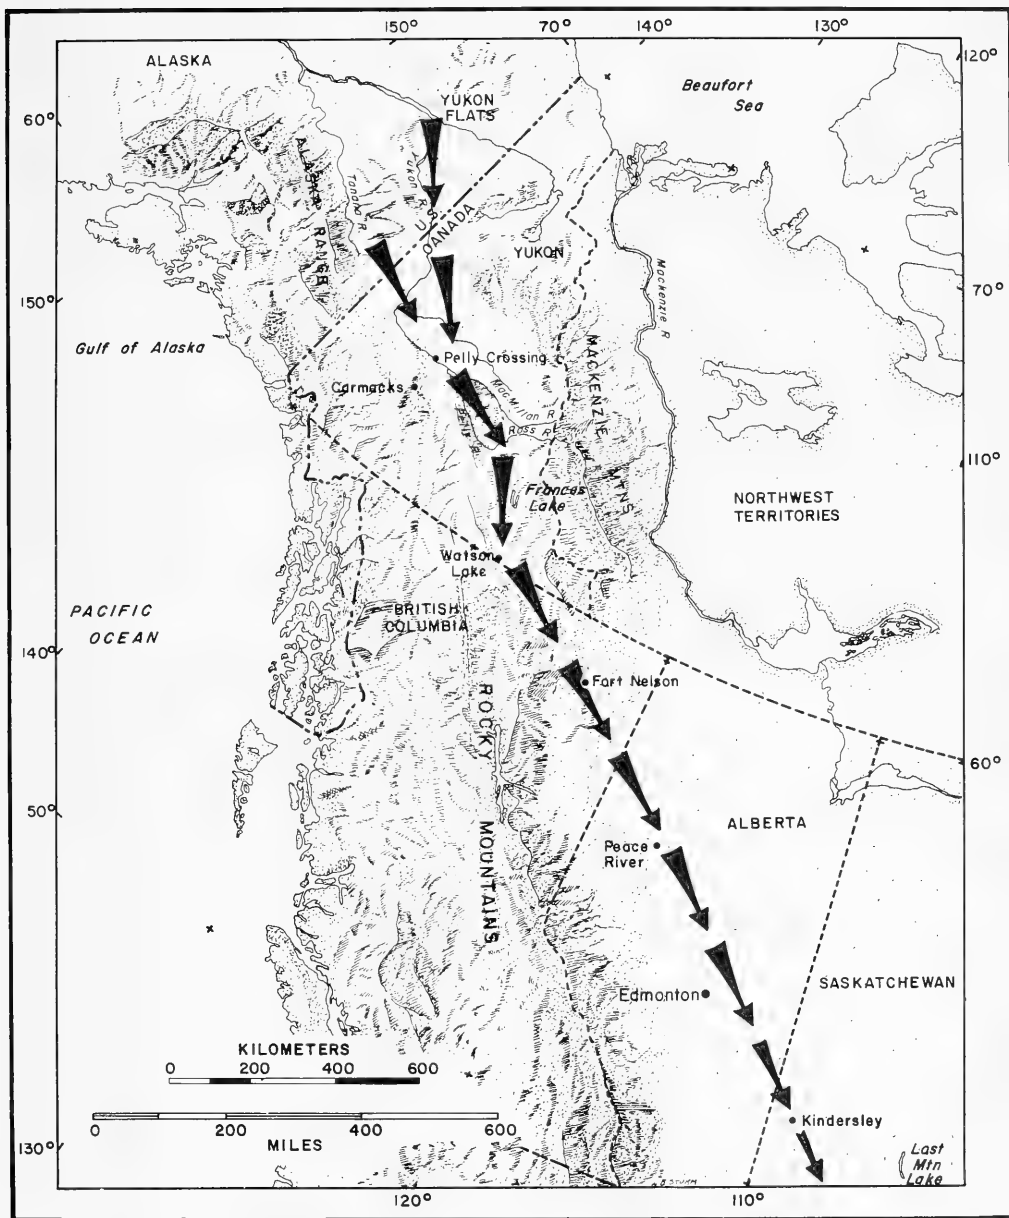 150°
70°
140°
130°
ALASKA
120°
Beaufort
Sea
YUKON
FLATS
60°
ALASKA
RANGE
Tanana R.
Yukon R.
U.S.
CANADA
YUKON
Mackenzie R
150°
70°
Gulf of Alaska
Pelly Crossing
Carmacks
MACKENZIE
MTNS
MacMillan R
Pelly R
Ross R
110°
Frances
Lake
NORTHWEST
TERRITORIES
Watson
Lake
PACIFIC
OCEAN
BRITISH
COLUMBIA
140°
Fort Nelson
ROCKY
MOUNTAINS
60°
50°
ALBERTA
Peace
River
SASKATCHEWAN
Edmonton
KILOMETERS
0 200 400 600
0 200 400 600
MILES
Kindersley
130°
Last
Mtn
Lake
B STURM
120°
110°